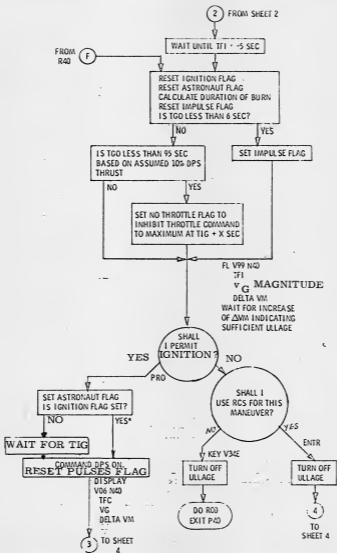 2 FROM SHEET 2
WAIT UNTIL TFI = -5 SEC
FROM
R40
F
RESET IGNITION FLAG
RESET ASTRONAUT FLAG
CALCULATE DURATION OF BURN
RESET IMPULSE FLAG
IS TGO LESS THAN 6 SEC?
NO
YES
IS TGO LESS THAN 95 SEC
BASED ON ASSUMED 10% DPS
THRUST
SET IMPULSE FLAG
NO
YES
SET NO THROTTLE FLAG TO
INHIBIT THROTTLE COMMAND
TO MAXIMUM AT TIG + X SEC
FL V99 N40
TFI
VG MAGNITUDE
DELTA VM
WAIT FOR INCREASE
OF ΔVM INDICATING
SUFFICIENT ULLAGE
SHALL
I PERMIT
IGNITION?
YES
NO
PRO
SET ASTRONAUT FLAG
IS IGNITION FLAG SET?
SHALL I
USE RCS FOR THIS
MANEUVER?
NO
YES*
NO
YES
WAIT FOR TIG
KEY V34E
ENTR
COMMAND DPS ON
RESET PULSES FLAG
TURN OFF
ULLAGE
TURN OFF
ULLAGE
DISPLAY
V06 N40
TFC
VG
DELTA VM
DO R00
EXIT P40
4
3
TO SHEET
4
TO
SHEET 4